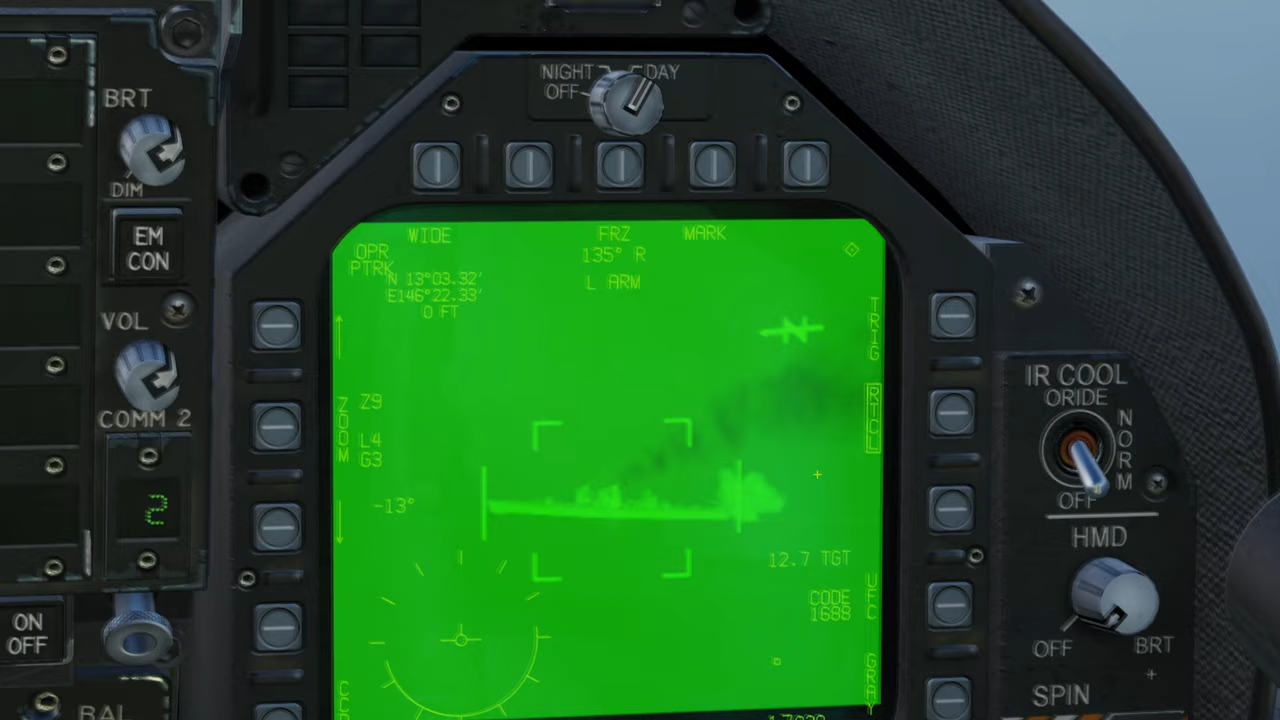 BRT
DIM
EM
CON
VOL
COMM 2
2
ON
OFF
BAL
NIGHT
DAY
OFF
WIDE
FRZ
MARK
OPR
PTRK
135° R
L ARM
N 13°03.32'
E146°22.33'
0 FT
TRIG
RTCL
ZOOM
Z9
L4
G3
-13°
12.7 TGT
CODE
1688
UFC
GRAY
IR COOL
ORIDE
NORM
OFF
HMD
OFF
BRT
SPIN